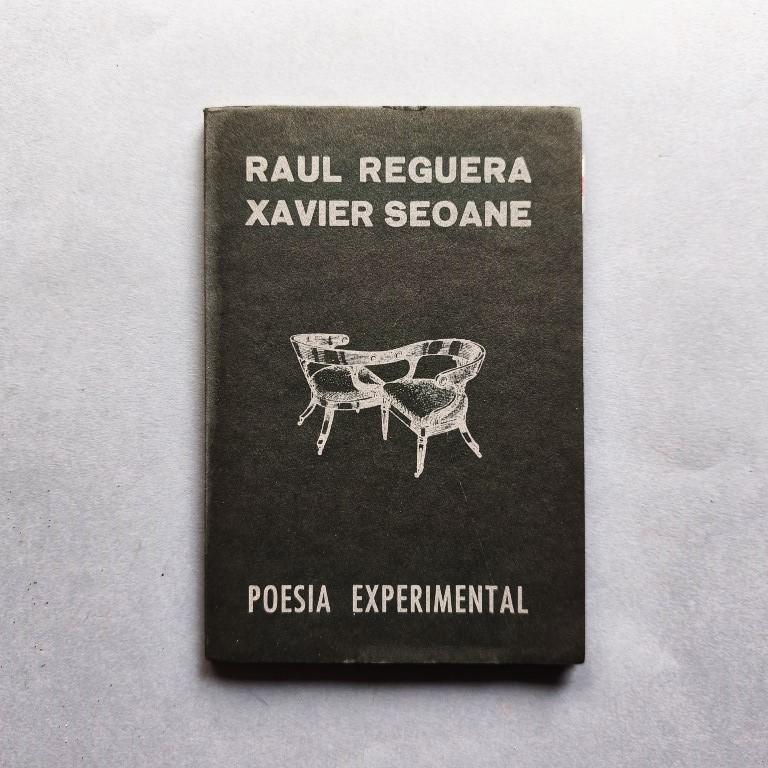 RAUL REGUERA
XAVIER SEOANE
POESIA EXPERIMENTAL